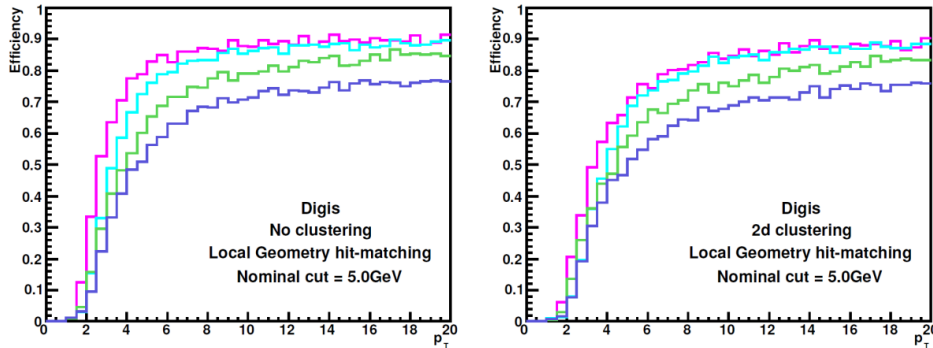 Efficiency
1
0.9
0.8
0.7
0.6
0.5
0.4
0.3
0.2
0.1
0
Digis
No clustering
Local Geometry hit-matching
Nominal cut = 5.0GeV
0 2 4 6 8 10 12 14 16 18 20
pT
Efficiency
1
0.9
0.8
0.7
0.6
0.5
0.4
0.3
0.2
0.1
0
Digis
2d clustering
Local Geometry hit-matching
Nominal cut = 5.0GeV
0 2 4 6 8 10 12 14 16 18 20
pT